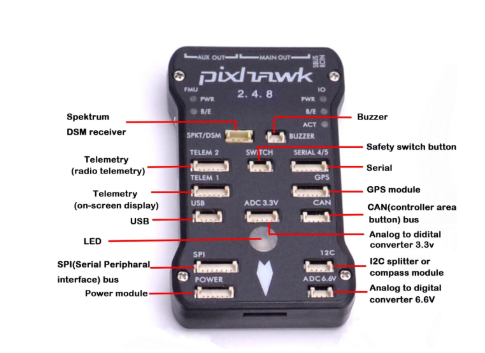 AUX OUT MAIN OUT
SBUS
RCIN
FMU IO
pixhawk
PWR PWR
2.4.8
B/E B/E
ACT
SPKT/DSM BUZZER
TELEM 2 SWITCH SERIAL 4/5
TELEM 1 GPS
USB ADC 3.3V CAN
SPI I2C
POWER ADC 6.6V
Spektrum
DSM receiver
Telemetry
(radio telemetry)
Telemetry
(on-screen display)
USB
LED
SPI(Serial Peripharal
interface) bus
Power module
Buzzer
Safety switch button
Serial
GPS module
CAN(controller area
button) bus
Analog to didital
converter 3.3v
I2C splitter or
compass module
Analog to digital
converter 6.6V